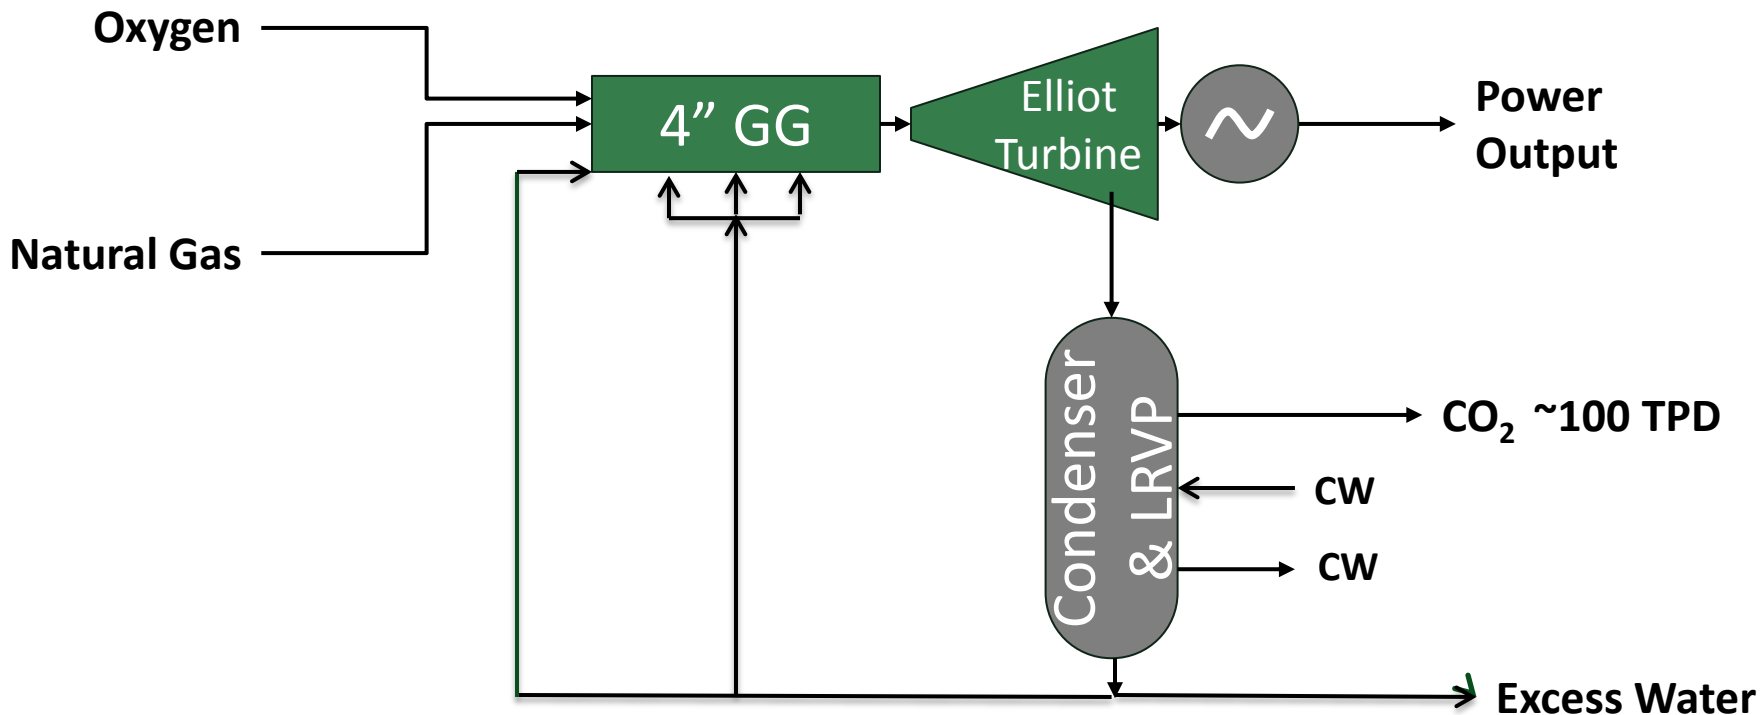 Oxygen
4” GG
Elliot
Turbine
Power
Output
Natural Gas
Condenser
& LRVP
CO₂ ~100 TPD
CW
CW
Excess Water